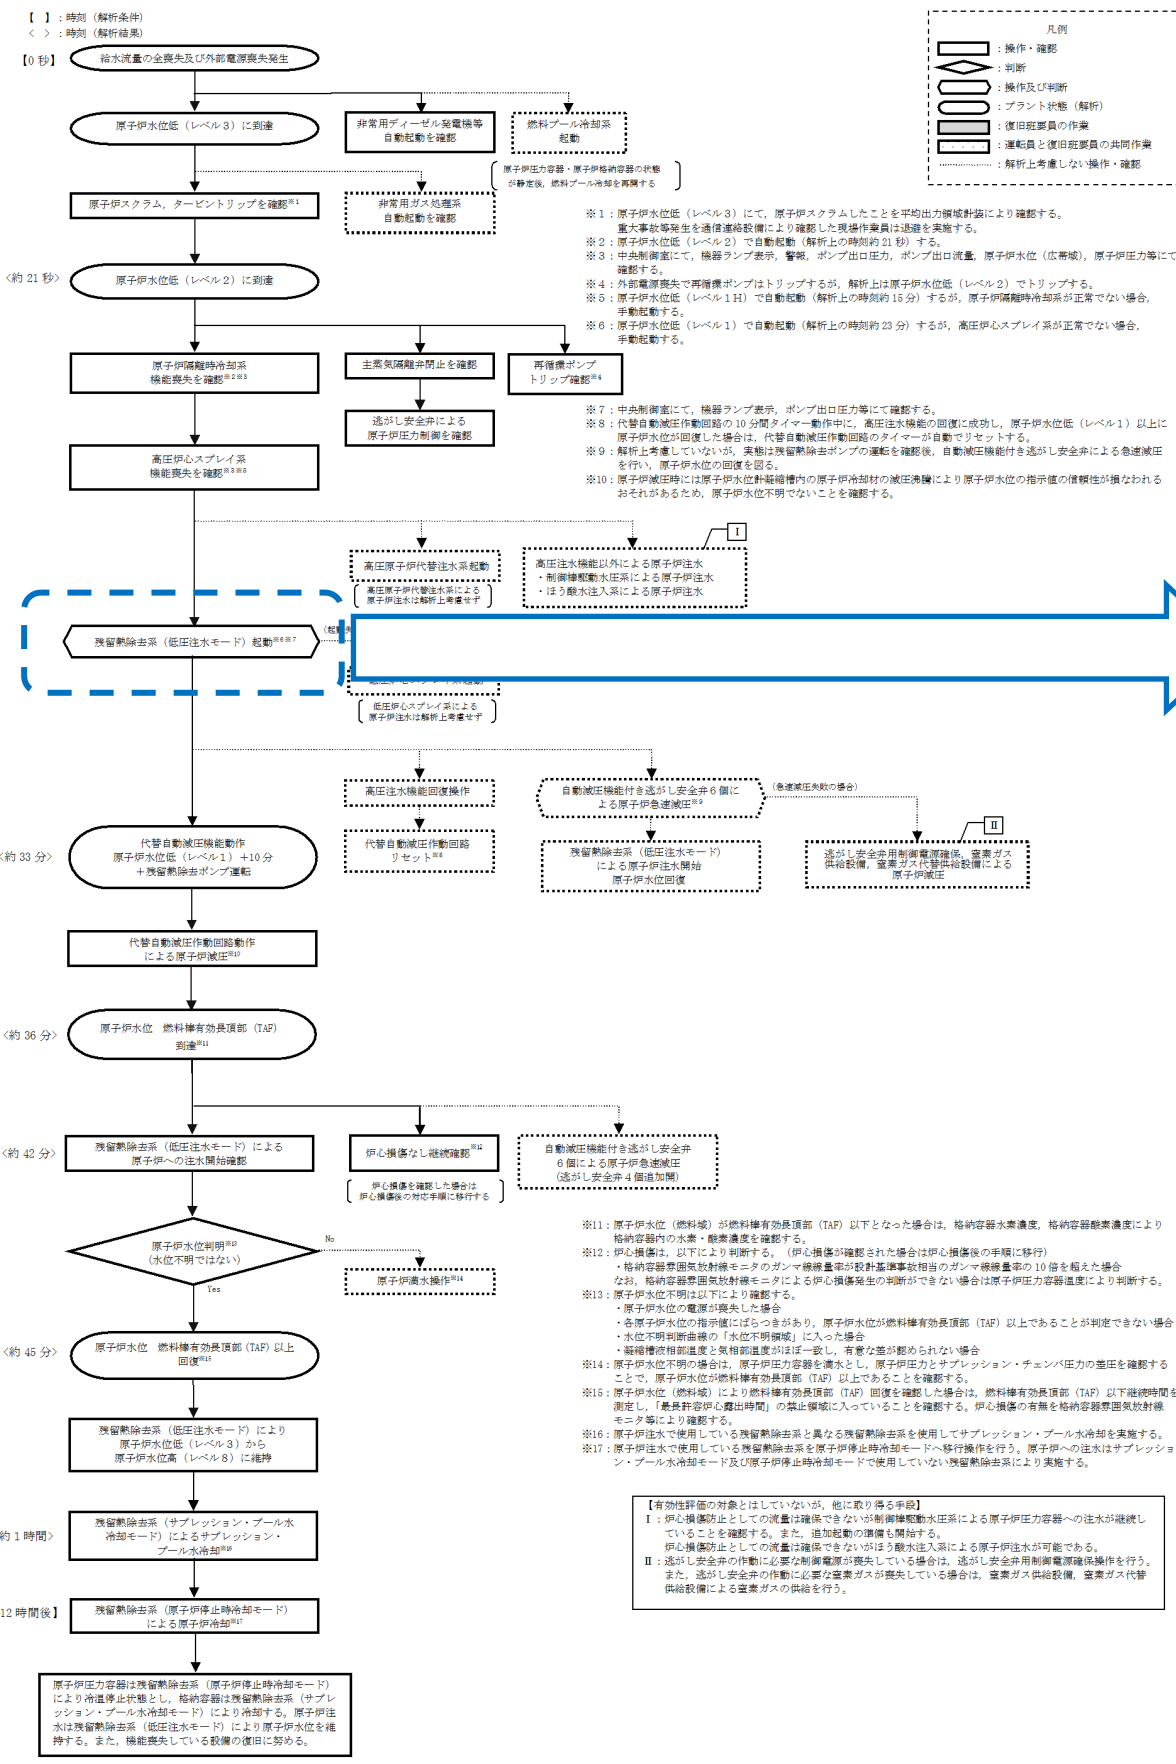 【　】：時刻（解析条件）
＜　＞：時刻（解析結果）
【0 秒】
給水流量の全喪失及び外部電源喪失発生
原子炉水位低（レベル３）に到達
非常用ディーゼル発電機等
自動起動を確認
燃料プール冷却系
起動
原子炉圧力容器・原子炉格納容器の状態
が静定後，燃料プール冷却を再開する
原子炉スクラム，タービントリップを確認※1
非常用ガス処理系
自動起動を確認
凡例
：操作・確認
：判断
：操作及び判断
：プラント状態（解析）
：復旧班要員の作業
：運転員と復旧班要員の共同作業
：解析上考慮しない操作・確認
※１：原子炉水位低（レベル３）にて，原子炉スクラムしたことを平均出力領域計装により確認する。
重大事故等発生を通信連絡設備により確認した現場作業員は退避を実施する。
※２：原子炉水位低（レベル２）で自動起動（解析上の時刻約 21 秒）する。
※３：中央制御室にて，機器ランプ表示，警報，ポンプ出口圧力，ポンプ出口流量，原子炉水位（広帯域），原子炉圧力等にて
確認する。
※４：外部電源喪失で再循環ポンプはトリップするが，解析上は原子炉水位低（レベル２）でトリップする。
※５：原子炉水位低（レベル１Ｈ）で自動起動（解析上の時刻約 15 分）するが，原子炉隔離時冷却系が正常でない場合，
手動起動する。
※６：原子炉水位低（レベル１）で自動起動（解析上の時刻約 23 分）するが，高圧炉心スプレイ系が正常でない場合，
手動起動する。
＜約 21 秒＞
原子炉水位低（レベル２）に到達
原子炉隔離時冷却系
機能喪失を確認※2※3
主蒸気隔離弁閉止を確認
再循環ポンプ
トリップ確認※4
逃がし安全弁による
原子炉圧力制御を確認
高圧炉心スプレイ系
機能喪失を確認※3※5
※７：中央制御室にて，機器ランプ表示，ポンプ出口圧力等にて確認する。
※８：代替自動減圧作動回路の 10 分間タイマー動作中に，高圧注水機能の回復に成功し，原子炉水位低（レベル１）以上に
原子炉水位が回復した場合は，代替自動減圧作動回路のタイマーが自動でリセットする。
※９：解析上考慮していないが，実態は残留熱除去ポンプの運転を確認後，自動減圧機能付き逃がし安全弁による急速減圧
を行い，原子炉水位の回復を図る。
※10：原子炉減圧時には原子炉水位計凝縮槽内の原子炉冷却材の減圧沸騰により原子炉水位の指示値の信頼性が損なわれる
おそれがあるため，原子炉水位不明でないことを確認する。
Ⅰ
高圧原子炉代替注水系起動
高圧原子炉代替注水系による
原子炉注水は解析上考慮せず
高圧注水機能以外による原子炉注水
・制御棒駆動水圧系による原子炉注水
・ほう酸水注入系による原子炉注水
残留熱除去系（低圧注水モード）起動※6※7
（起動失
低圧炉心スプレイ系起動
低圧炉心スプレイ系による
原子炉注水は解析上考慮せず
高圧注水機能回復操作
自動減圧機能付き逃がし安全弁６個に
よる原子炉急速減圧※9
（急速減圧失敗の場合）
＜約 33 分＞
代替自動減圧機能動作
原子炉水位低（レベル１）＋10 分
＋残留熱除去ポンプ運転
代替自動減圧作動回路
リセット※8
残留熱除去系（低圧注水モード）
による原子炉注水開始
原子炉水位回復
Ⅱ
逃がし安全弁用制御電源確保，窒素ガス
供給設備，窒素ガス代替供給設備による
原子炉減圧
代替自動減圧作動回路動作
による原子炉減圧※10
＜約 36 分＞
原子炉水位　燃料棒有効長頂部（TAF）
到達※11
＜約 42 分＞
残留熱除去系（低圧注水モード）による
原子炉への注水開始確認
炉心損傷なし継続確認※12
炉心損傷を確認した場合は
炉心損傷後の対応手順に移行する
自動減圧機能付き逃がし安全弁
６個による原子炉急速減圧
（逃がし安全弁４個追加開）
原子炉水位判明※13
（水位不明ではない）
No
Yes
原子炉満水操作※14
＜約 45 分＞
原子炉水位　燃料棒有効長頂部（TAF）以上
回復※15
※11：原子炉水位（燃料域）が燃料棒有効長頂部（TAF）以下となった場合は，格納容器水素濃度，格納容器酸素濃度により
格納容器内の水素・酸素濃度を確認する。
※12：炉心損傷は，以下により判断する。（炉心損傷が確認された場合は炉心損傷後の手順に移行）
・格納容器雰囲気放射線モニタのガンマ線線量率が設計基準事故相当のガンマ線線量率の 10 倍を超えた場合
なお，格納容器雰囲気放射線モニタによる炉心損傷発生の判断ができない場合は原子炉圧力容器温度により判断する。
※13：原子炉水位不明は以下により確認する。
・原子炉水位の電源が喪失した場合
・各原子炉水位の指示値にばらつきがあり，原子炉水位が燃料棒有効長頂部（TAF）以上であることが判定できない場合
・水位不明判断曲線の「水位不明領域」に入った場合
・凝縮槽液相部温度と気相部温度がほぼ一致し，有意な差が認められない場合
※14：原子炉水位不明の場合は，原子炉圧力容器を満水とし，原子炉圧力とサプレッション・チェンバ圧力の差圧を確認する
ことで，原子炉水位が燃料棒有効長頂部（TAF）以上であることを確認する。
※15：原子炉水位（燃料域）により燃料棒有効長頂部（TAF）回復を確認した場合は，燃料棒有効長頂部（TAF）以下継続時間を
測定し，「最長許容炉心露出時間」の禁止領域に入っていることを確認する。炉心損傷の有無を格納容器雰囲気放射線
モニタ等により確認する。
※16：原子炉注水で使用している残留熱除去系と異なる残留熱除去系を使用してサプレッション・プール水冷却を実施する。
※17：原子炉注水で使用している残留熱除去系を原子炉停止時冷却モードへ移行操作を行う。原子炉への注水はサプレッショ
ン・プール水冷却モード及び原子炉停止時冷却モードで使用していない残留熱除去系により実施する。
残留熱除去系（低圧注水モード）により
原子炉水位低（レベル３）から
原子炉水位高（レベル８）に維持
約 1 時間＞
残留熱除去系（サプレッション・プール水
冷却モード）によるサプレッション・
プール水冷却※16
12 時間後】
残留熱除去系（原子炉停止時冷却モード）
による原子炉冷却※17
【有効性評価の対象とはしていないが，他に取り得る手段】
Ⅰ：炉心損傷防止としての流量は確保できないが制御棒駆動水圧系による原子炉圧力容器への注水が継続し
ていることを確認する。また，追加起動の準備も開始する。
炉心損傷防止としての流量は確保できないがほう酸水注入系による原子炉注水が可能である。
Ⅱ：逃がし安全弁の作動に必要な制御電源が喪失している場合は，逃がし安全弁用制御電源確保操作を行う。
また，逃がし安全弁の作動に必要な窒素ガスが喪失している場合は，窒素ガス供給設備，窒素ガス代替
供給設備による窒素ガスの供給を行う。
原子炉圧力容器は残留熱除去系（原子炉停止時冷却モード）
により冷温停止状態とし，格納容器は残留熱除去系（サプレ
ッション・プール水冷却モード）により冷却する。原子炉注
水は残留熱除去系（低圧注水モード）により原子炉水位を維
持する。また，機能喪失している設備の復旧に努める。